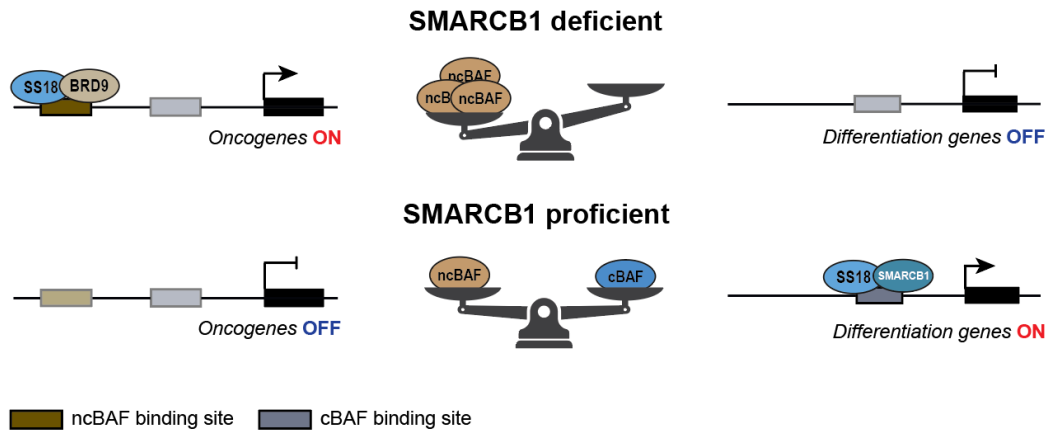 SMARCB1 deficient
SS18 BRD9
ncBAF
ncB ncBAF
Oncogenes ON
Differentiation genes OFF
SMARCB1 proficient
ncBAF cBAF
SS18 SMARCB1
Oncogenes OFF
Differentiation genes ON
ncBAF binding site cBAF binding site